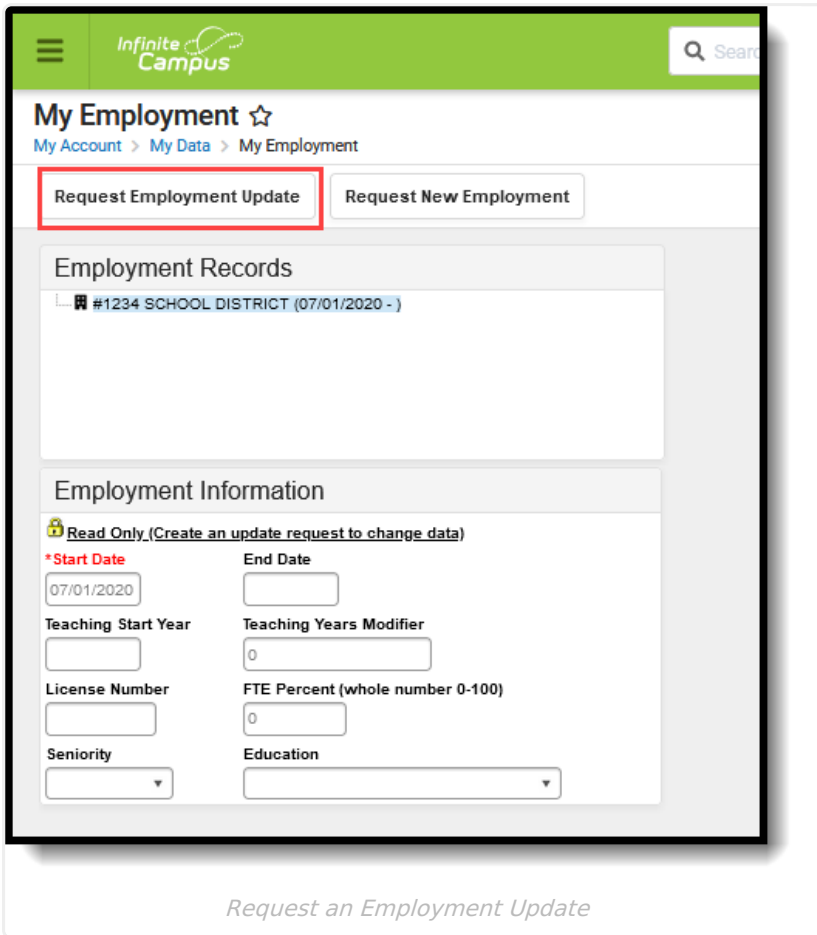 Infinite
Campus
Sear
My Employment
My Account > My Data > My Employment
Request Employment Update Request New Employment
Employment Records
#1234 SCHOOL DISTRICT (07/01/2020 - )
Employment Information
Read Only (Create an update request to change data)
*Start Date End Date
07/01/2020
Teaching Start Year Teaching Years Modifier
0
License Number FTE Percent (whole number 0-100)
0
Seniority Education
Request an Employment Update